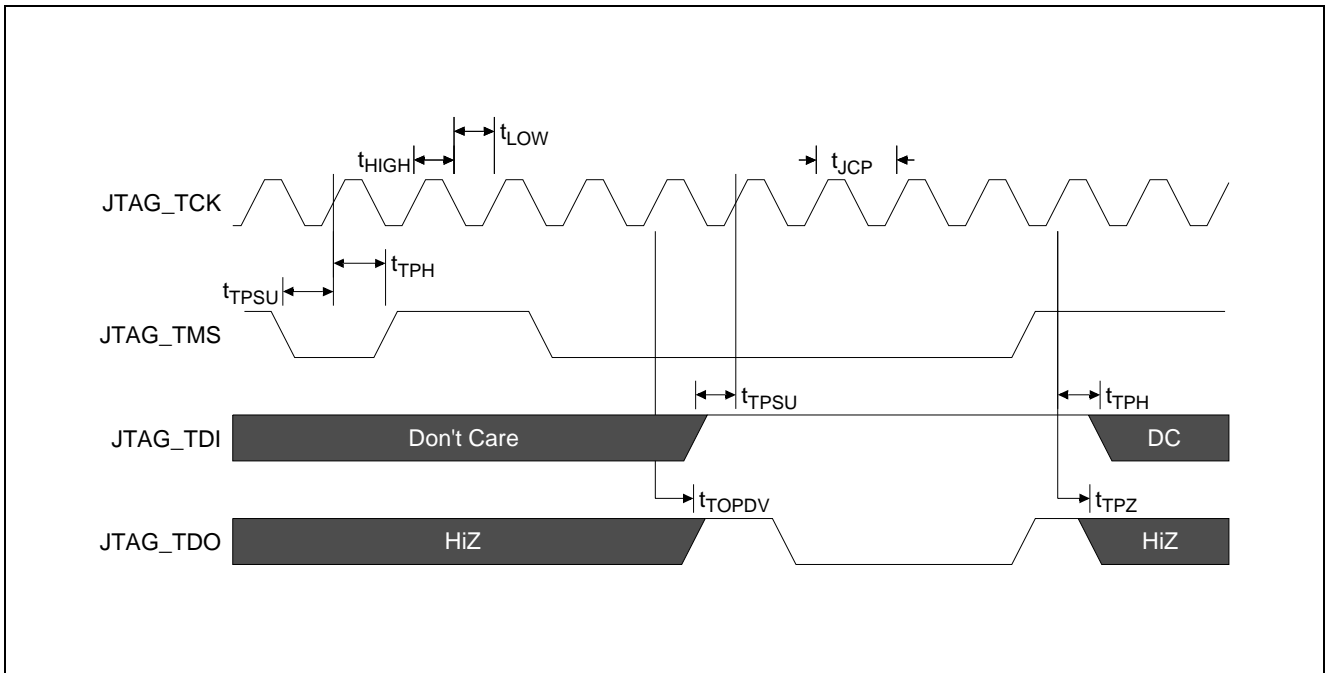 tLOW
tHIGH
tJCP
JTAG_TCK
tTPH
tTPSU
JTAG_TMS
tTPSU
tTPH
JTAG_TDI
Don't Care
DC
tTOPDV
tTPZ
JTAG_TDO
HiZ
HiZ